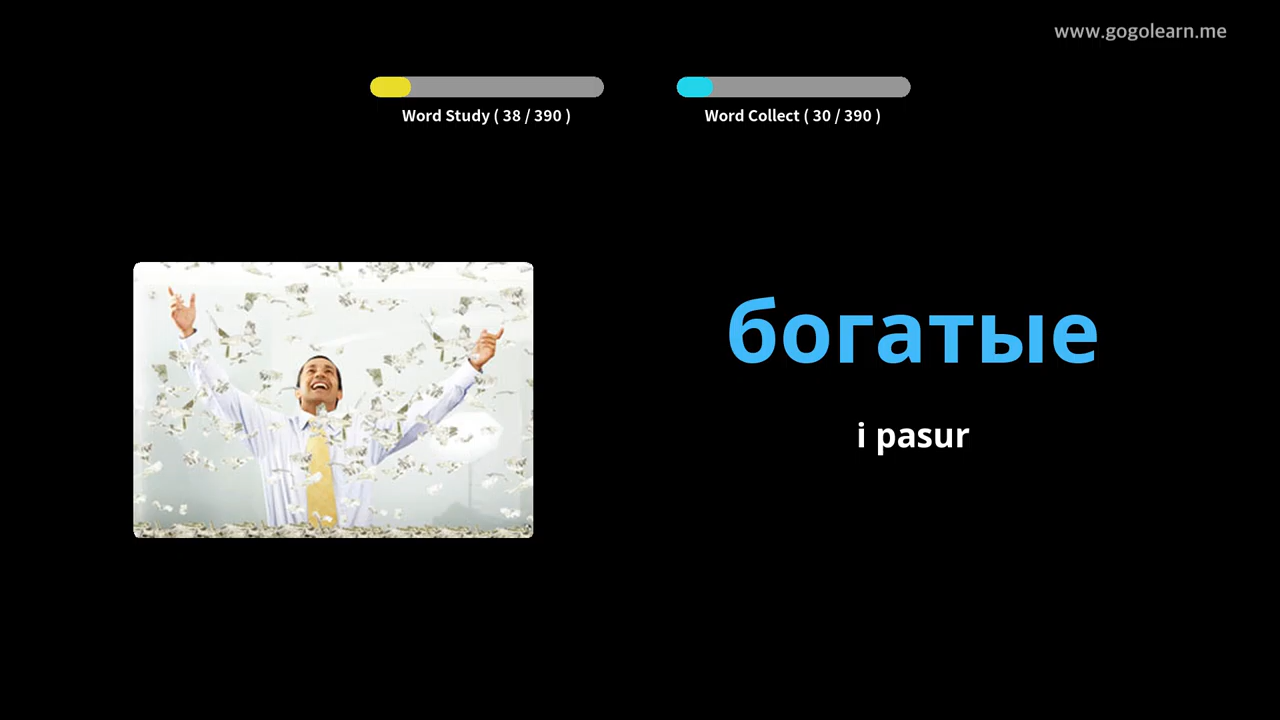 www.gogolearn.me
Word Study ( 38 / 390 )
Word Collect ( 30 / 390 )
богатые
i pasur